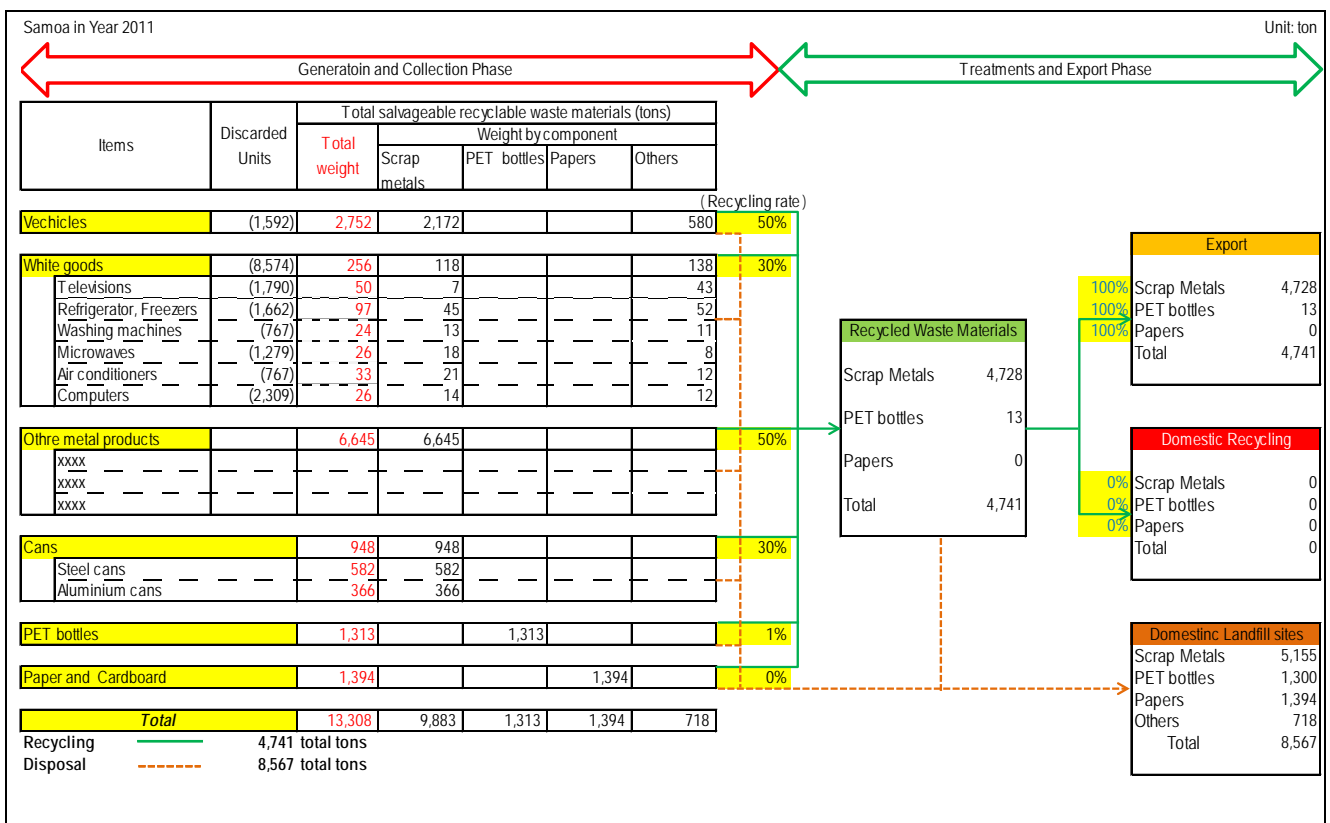 Samoa in Year 2011 Unit: ton
Generatoin and Collection Phase Treatments and Export Phase
Items Discarded Units Total salvageable recyclable waste materials (tons)
Total weight Weight by component
Scrap metals PET bottles Papers Others
(Recycling rate)
Vechicles (1,592) 2,752 2,172 580 50%
White goods (8,574) 256 118 138 30%
Televisions (1,790) 50 7 43
Refrigerator, Freezers (1,662) 97 45 52
Washing machines (767) 24 13 11
Microwaves (1,279) 26 18 8
Air conditioners (767) 33 21 12
Computers (2,309) 26 14 12
Othre metal products 6,645 6,645 50%
xxxx
xxxx
xxxx
Cans 948 948 30%
Steel cans 582 582
Aluminium cans 366 366
PET bottles 1,313 1,313 1%
Paper and Cardboard 1,394 1,394 0%
Total 13,308 9,883 1,313 1,394 718
Recycling 4,741 total tons
Disposal 8,567 total tons
Recycled Waste Materials
Scrap Metals 4,728
PET bottles 13
Papers 0
Total 4,741
Export
100% Scrap Metals 4,728
100% PET bottles 13
100% Papers 0
Total 4,741
Domestic Recycling
0% Scrap Metals 0
0% PET bottles 0
0% Papers 0
Total 0
Domestinc Landfill sites
Scrap Metals 5,155
PET bottles 1,300
Papers 1,394
Others 718
Total 8,567